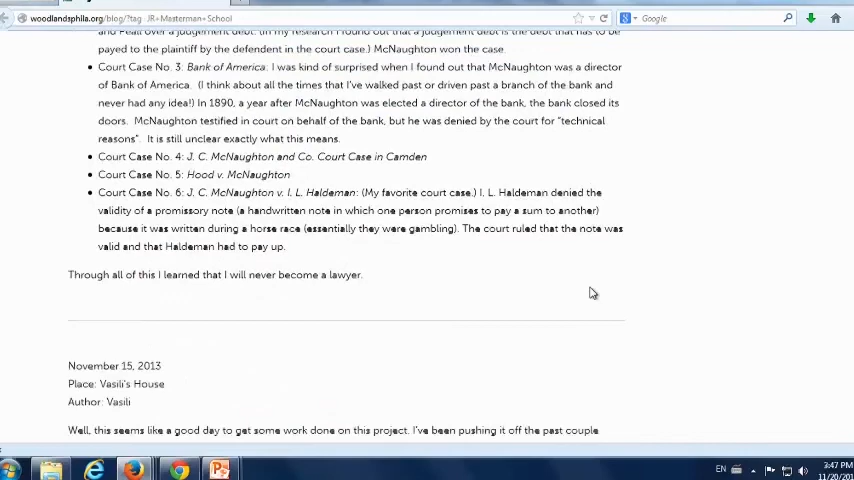 woodlandsphila.org/blog/?tag JR+Masterman+School
Google
and Peall over a judgement debt. (In my research I found out that a judgement debt is the debt that has to be
payed to the plaintiff by the defendent in the court case.) McNaughton won the case.
Court Case No. 3: Bank of America: I was kind of surprised when I found out that McNaughton was a director
of Bank of America. (I think about all the times that I've walked past or driven past a branch of the bank and
never had any idea!) In 1890, a year after McNaughton was elected a director of the bank, the bank closed its
doors. McNaughton testified in court on behalf of the bank, but he was denied by the court for "technical
reasons". It is still unclear exactly what this means.
Court Case No. 4: J. C. McNaughton and Co. Court Case in Camden
Court Case No. 5: Hood v. McNaughton
Court Case No. 6: J. C. McNaughton v. I. L. Haldeman: (My favorite court case.) I. L. Haldeman denied the
validity of a promissory note (a handwritten note in which one person promises to pay a sum to another)
because it was written during a horse race (essentially they were gambling). The court ruled that the note was
valid and that Haldeman had to pay up.
Through all of this I learned that I will never become a lawyer.
November 15, 2013
Place: Vasili's House
Author: Vasili
Well, this seems like a good day to get some work done on this project. I've been pushing it off the past couple
EN
3:47 PM
11/20/201